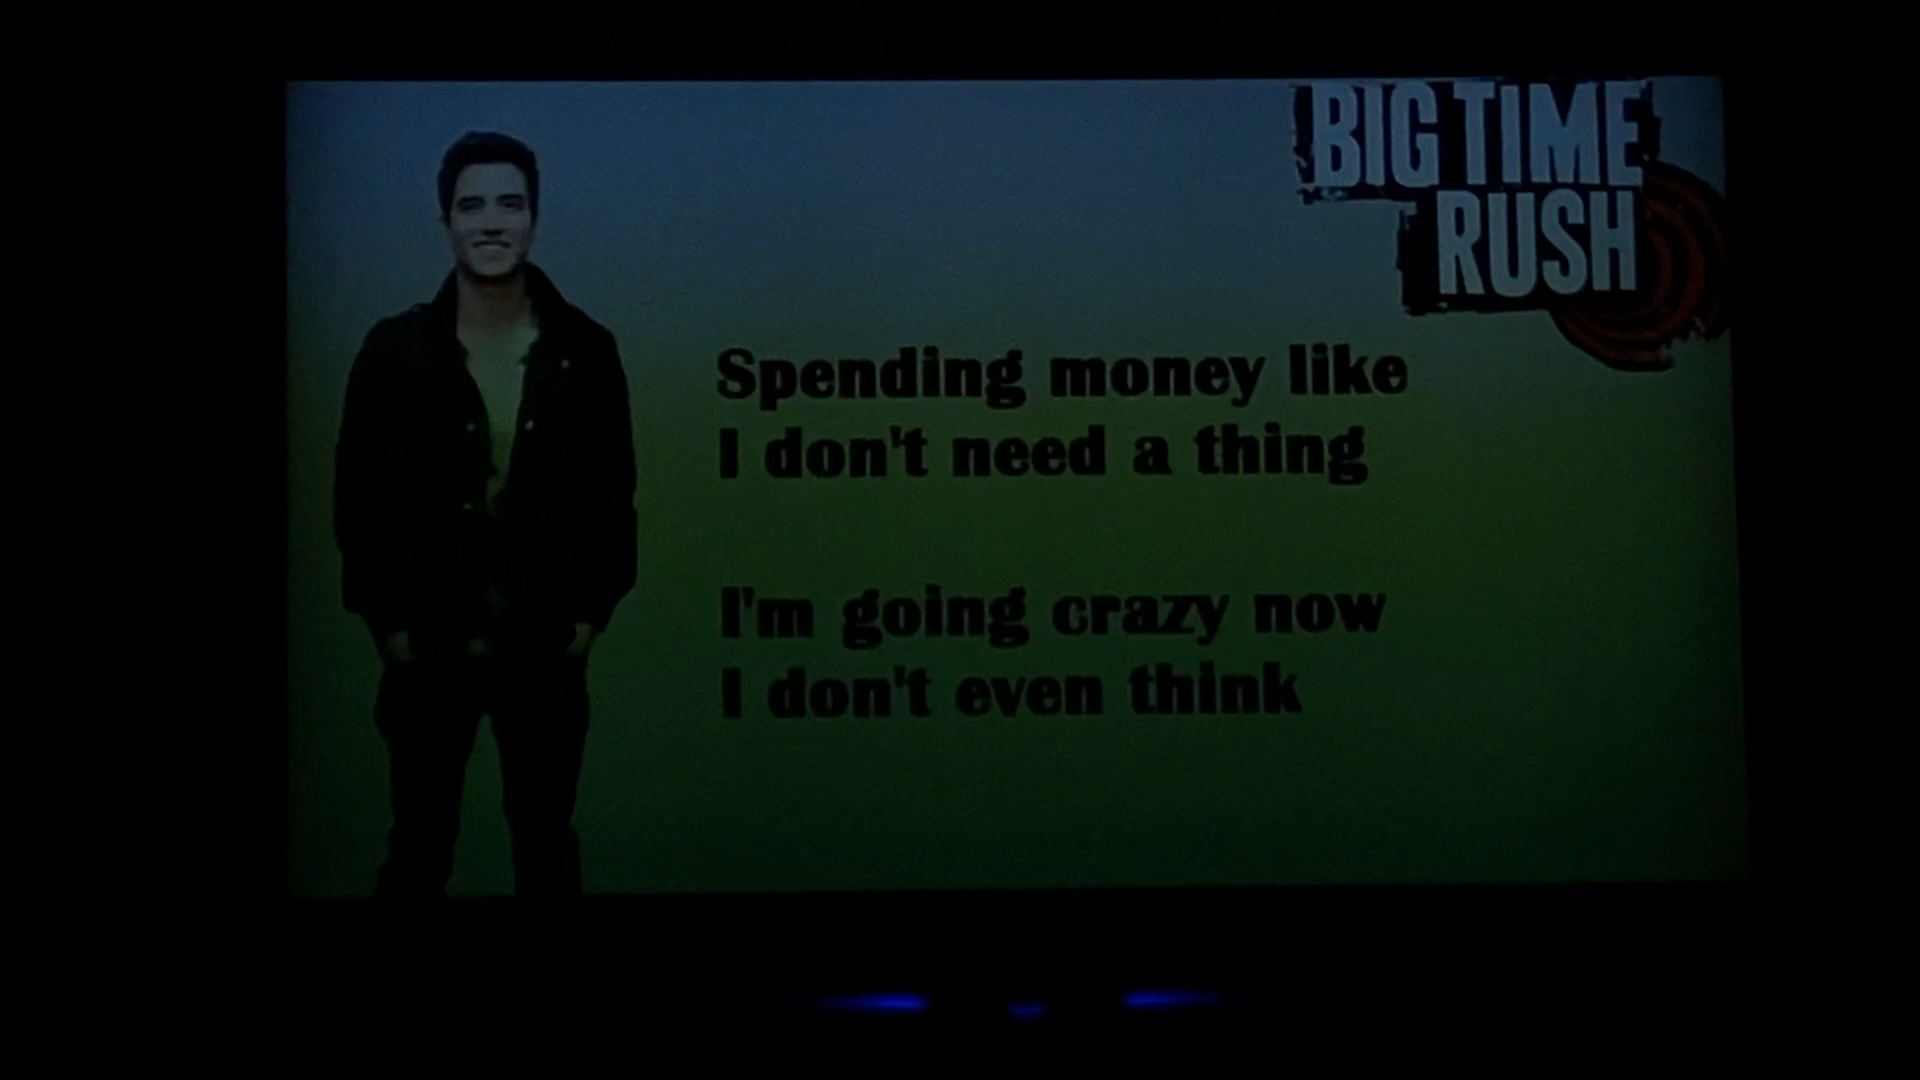 BIG TIME
RUSH
Spending money like
I don't need a thing
I'm going crazy now
I don't even think